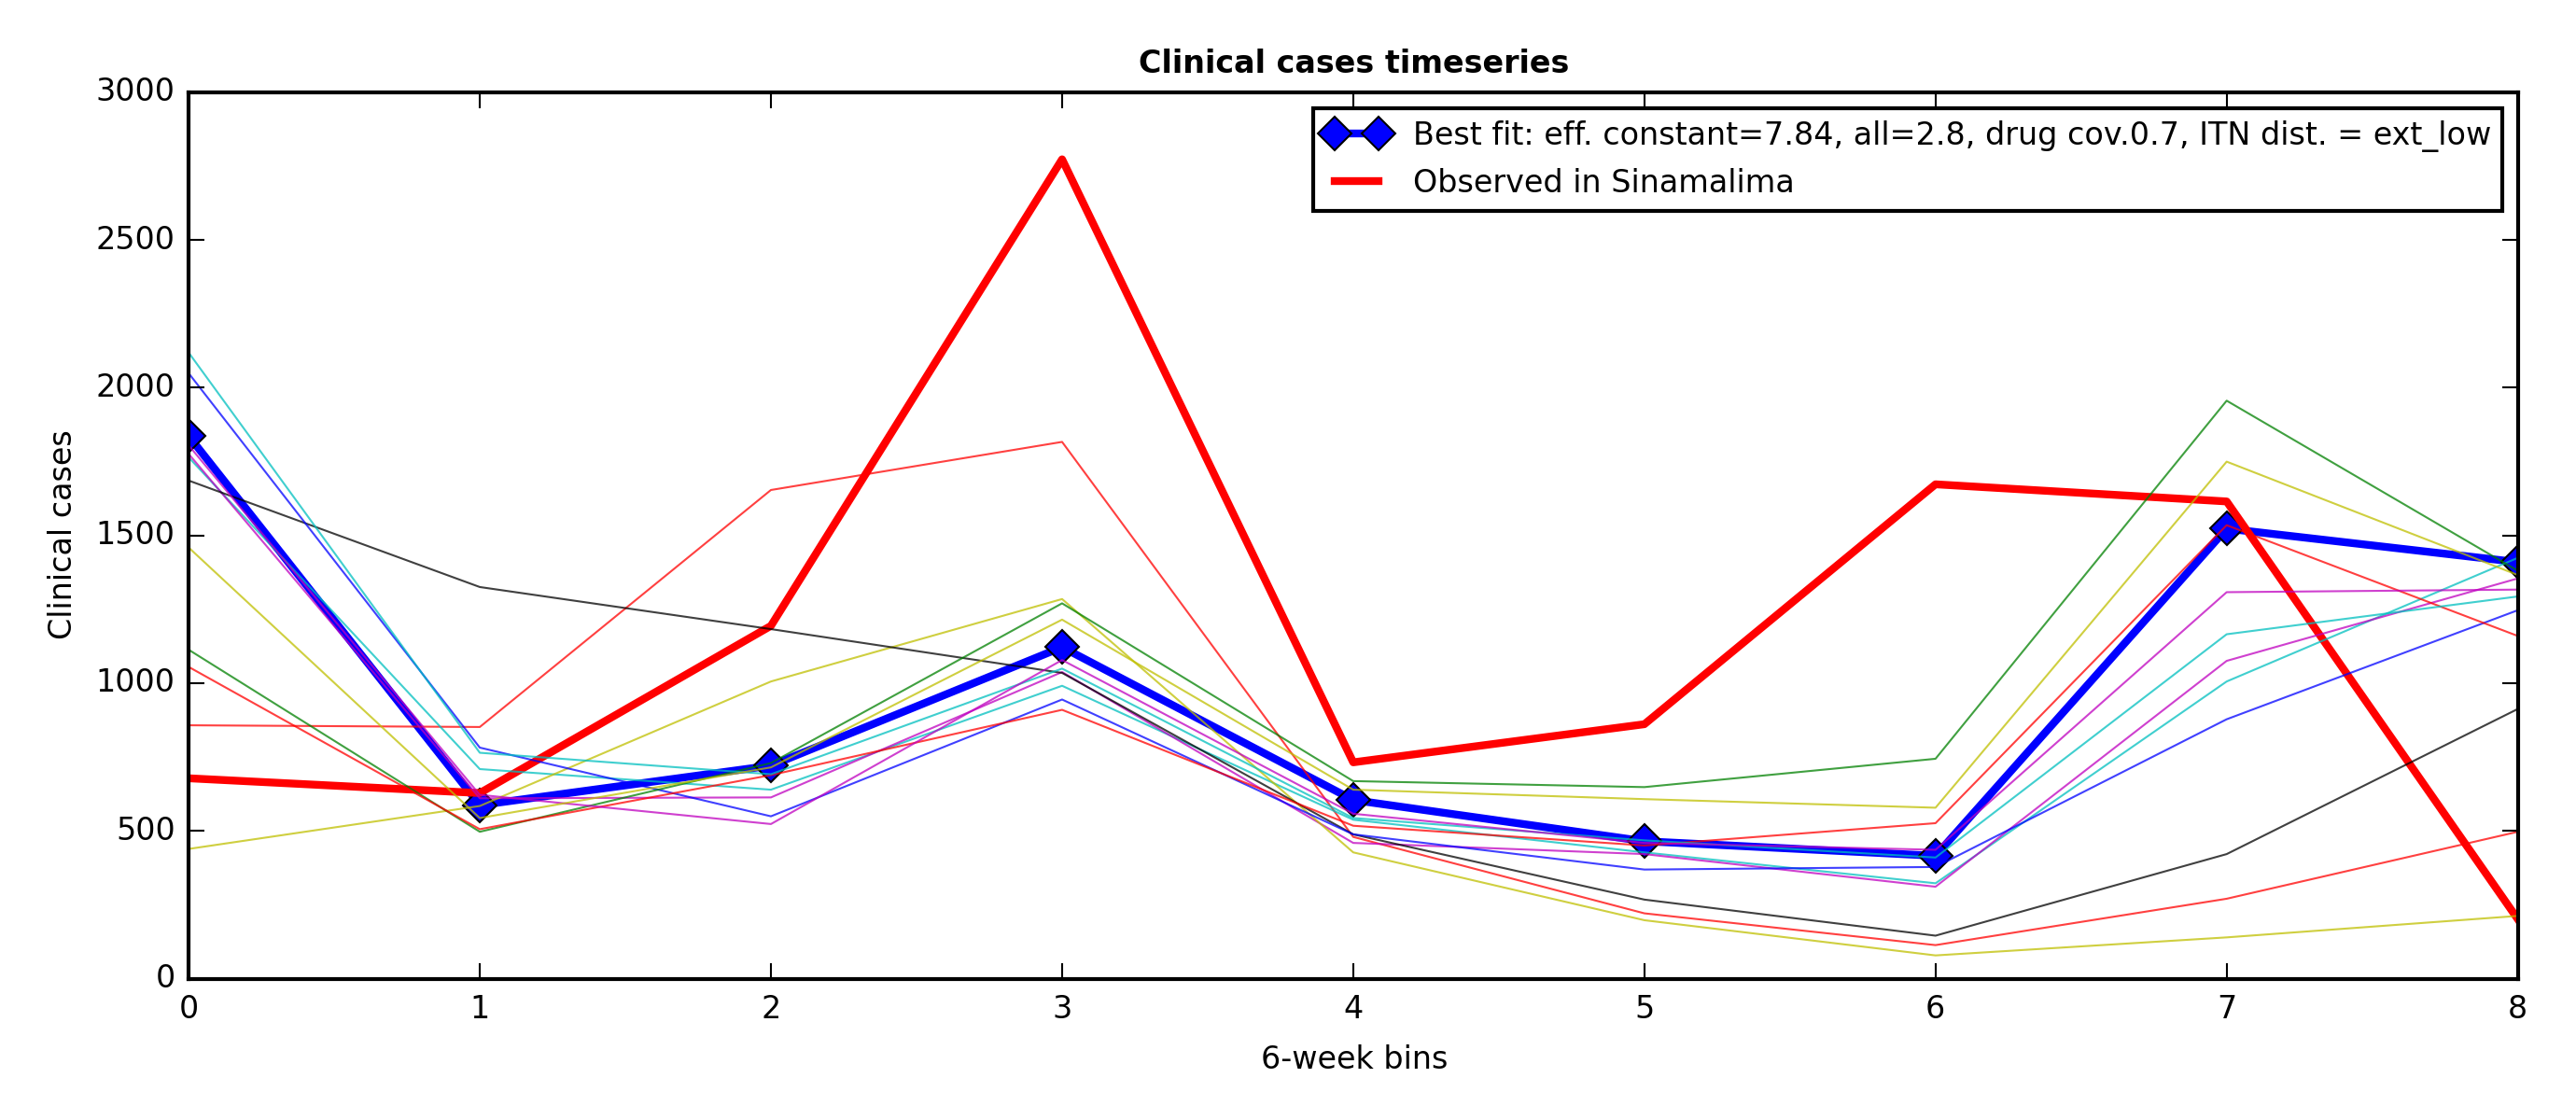 Clinical cases timeseries
3000
2500
2000
1500
1000
500
0
Clinical cases
Best fit: eff. constant=7.84, all=2.8, drug cov.0.7, ITN dist. = ext_low
Observed in Sinamalima
0 1 2 3 4 5 6 7 8
6-week bins